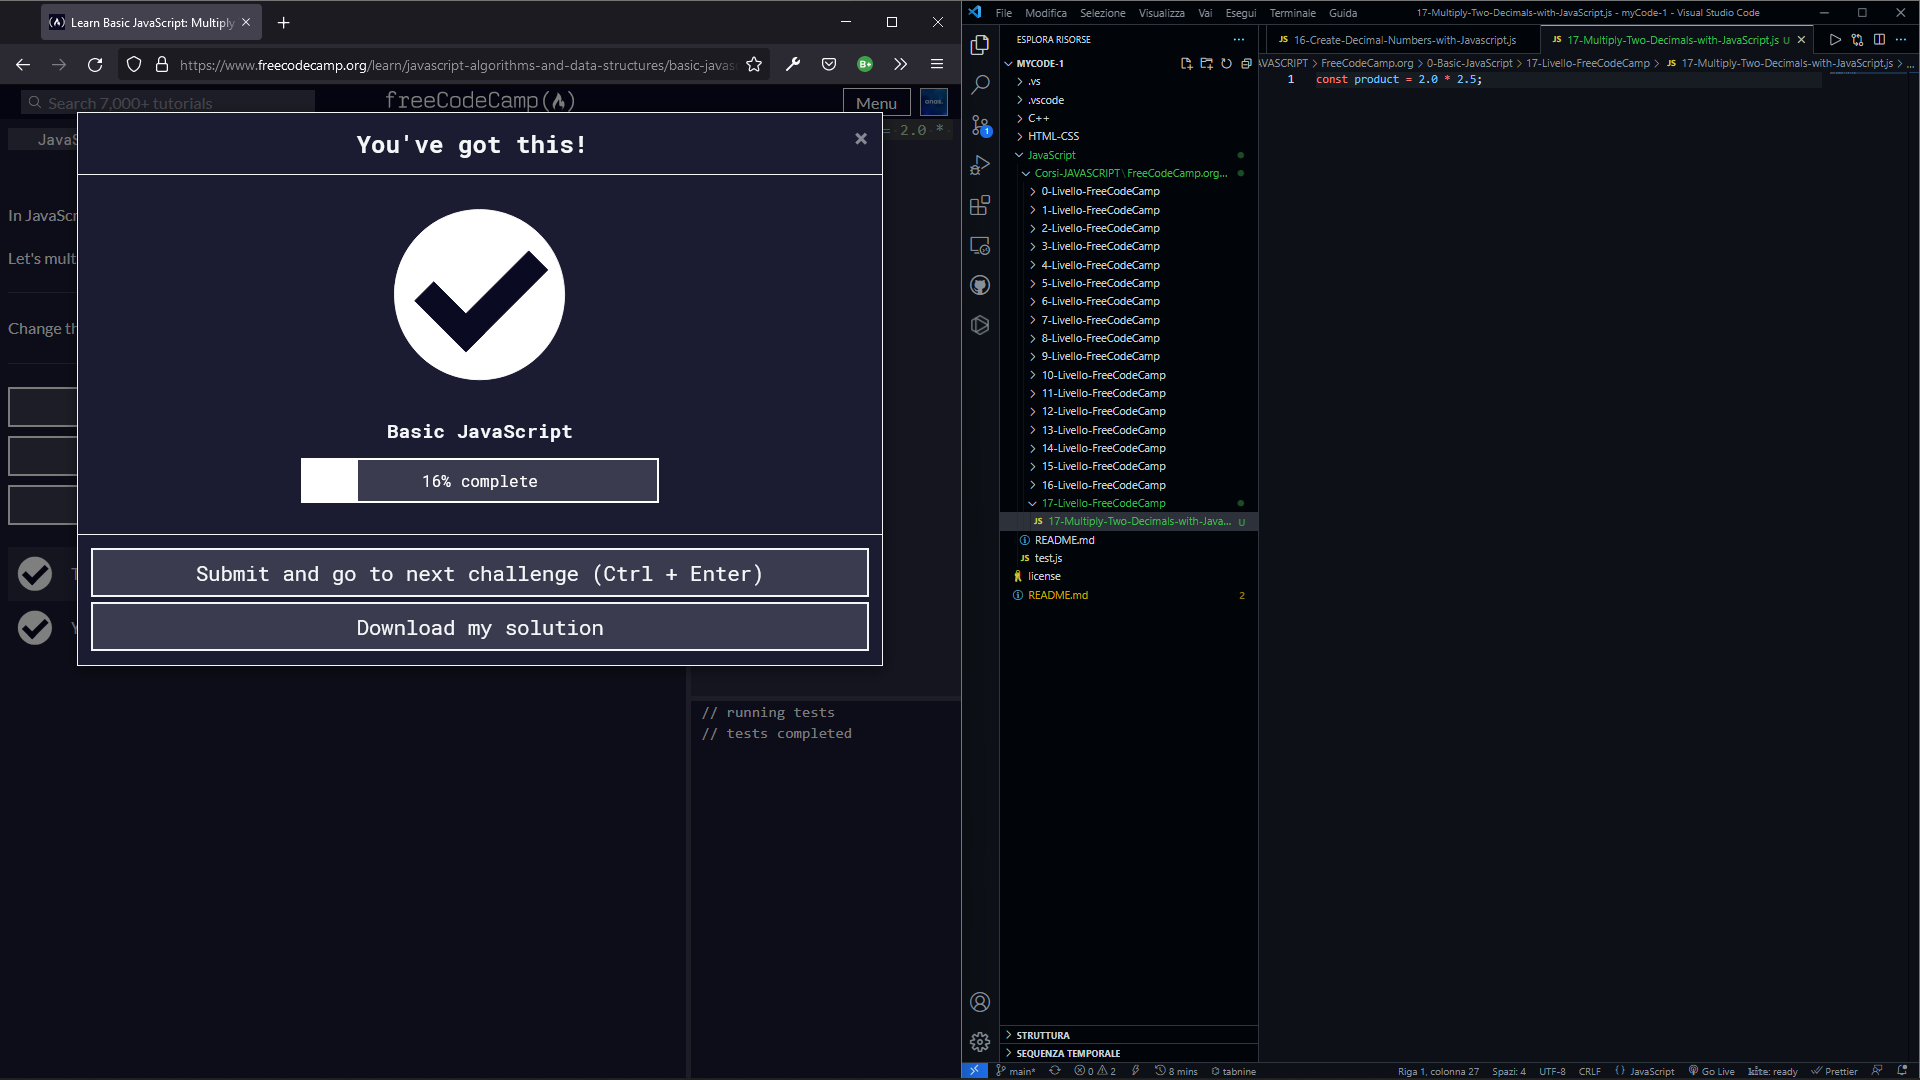 Learn Basic JavaScript: Multiply
https://www.freecodecamp.org/learn/javascript-algorithms-and-data-structures/basic-javas
Search 7,000+ tutorials
freeCodeCamp
Menu
JavaS
= 2.0 *
You've got this!
×
In JavaScr
Let's mult
Change th
Basic JavaScript
16% complete
Submit and go to next challenge (Ctrl + Enter)
Download my solution
// running tests
// tests completed
File Modifica Selezione Visualizza Vai Esegui Terminale Guida
17-Multiply-Two-Decimals-with-JavaScript.js - myCode-1 - Visual Studio Code
ESPLORA RISORSE
JS 16-Create-Decimal-Numbers-with-Javascript.js
JS 17-Multiply-Two-Decimals-with-JavaScript.js U
MYCODE-1
AVASCRIPT > FreeCodeCamp.org > 0-Basic-JavaScript > 17-Livello-FreeCodeCamp > JS 17-Multiply-Two-Decimals-with-JavaScript.js > ...
1 const product = 2.0 * 2.5;
.vs
.vscode
C++
HTML-CSS
JavaScript
Corsi-JAVASCRIPT \ FreeCodeCamp.org...
0-Livello-FreeCodeCamp
1-Livello-FreeCodeCamp
2-Livello-FreeCodeCamp
3-Livello-FreeCodeCamp
4-Livello-FreeCodeCamp
5-Livello-FreeCodeCamp
6-Livello-FreeCodeCamp
7-Livello-FreeCodeCamp
8-Livello-FreeCodeCamp
9-Livello-FreeCodeCamp
10-Livello-FreeCodeCamp
11-Livello-FreeCodeCamp
12-Livello-FreeCodeCamp
13-Livello-FreeCodeCamp
14-Livello-FreeCodeCamp
15-Livello-FreeCodeCamp
16-Livello-FreeCodeCamp
17-Livello-FreeCodeCamp
JS 17-Multiply-Two-Decimals-with-Java... U
README.md
JS test.js
license
README.md 2
STRUTTURA
SEQUENZA TEMPORALE
main* 0 2 8 mins tabnine
Riga 1, colonna 27 Spazi: 4 UTF-8 CRLF JavaScript Go Live kite: ready Prettier